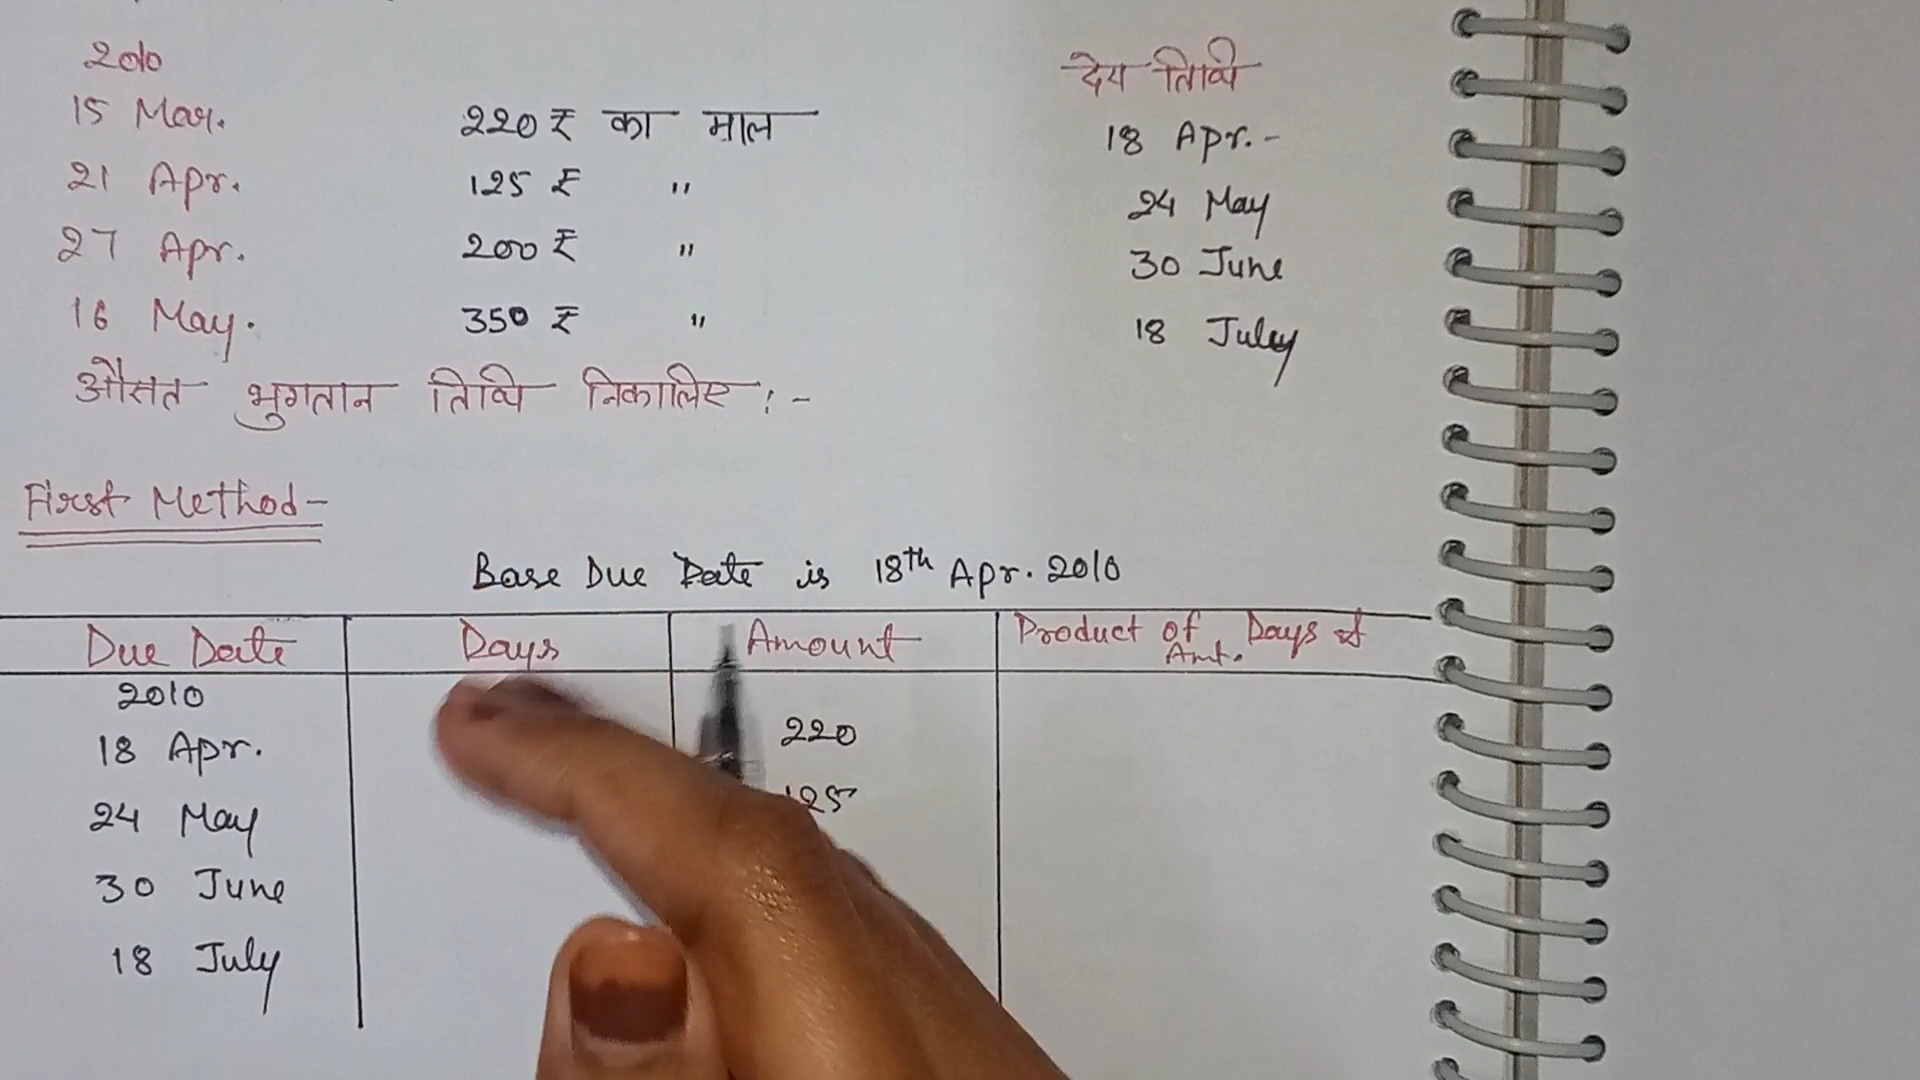 2010
देय तिथि
15 Mar. 220 ₹ का माल 18 Apr. -
21 Apr. 125 ₹ " 24 May
27 Apr. 200 ₹ " 30 June
16 May. 350 ₹ " 18 July
औसत भुगतान तिथि निकालिए :-
First Method-
Base Due Date is 18th Apr. 2010
Due Date Days Amount Product of Days &
Amt.
2010
18 Apr. 220
24 May 125
30 June
18 July